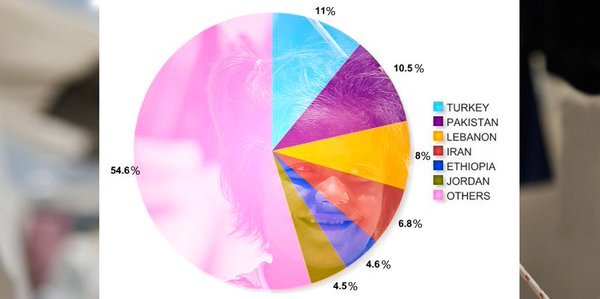 11%
10.5%
8%
6.8%
4.6%
4.5%
54.6%
TURKEY
PAKISTAN
LEBANON
IRAN
ETHIOPIA
JORDAN
OTHERS